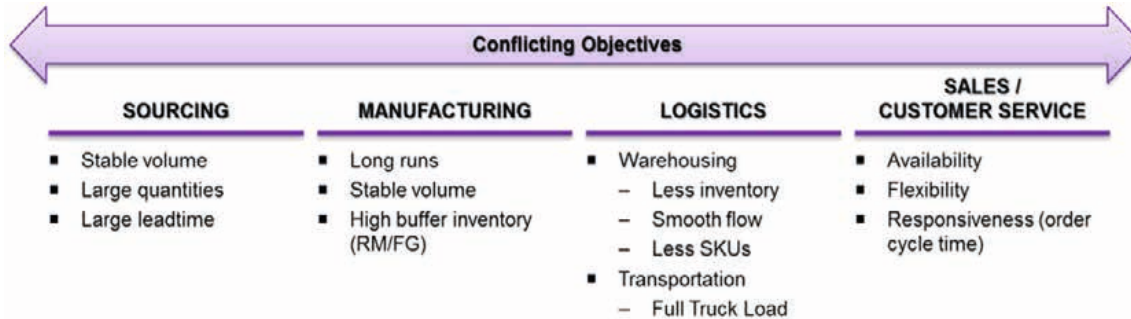 Conflicting Objectives
SOURCING
▪ Stable volume
▪ Large quantities
▪ Large leadtime
MANUFACTURING
▪ Long runs
▪ Stable volume
▪ High buffer inventory
(RM/FG)
LOGISTICS
▪ Warehousing
– Less inventory
– Smooth flow
– Less SKUs
▪ Transportation
– Full Truck Load
SALES /
CUSTOMER SERVICE
▪ Availability
▪ Flexibility
▪ Responsiveness (order
cycle time)